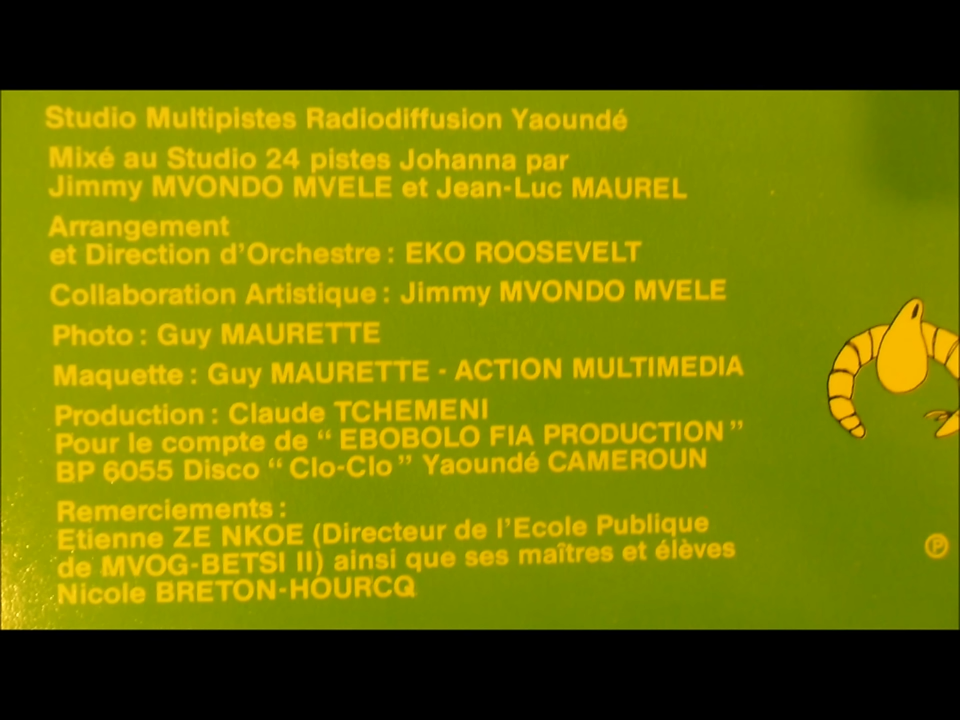 Studio Multipistes Radiodiffusion Yaoundé
Mixé au Studio 24 pistes Johanna par
Jimmy MVONDO MVELE et Jean-Luc MAUREL
Arrangement
et Direction d'Orchestre : EKO ROOSEVELT
Collaboration Artistique : Jimmy MVONDO MVELE
Photo : Guy MAURETTE
Maquette : Guy MAURETTE - ACTION MULTIMEDIA
Production : Claude TCHEMENI
Pour le compte de “ EBOBOLO FIA PRODUCTION ”
BP 6055 Disco “ Clo-Clo ” Yaoundé CAMEROUN
Remerciements :
Etienne ZE NKOE (Directeur de l'Ecole Publique
de MVOG-BETSI II) ainsi que ses maîtres et élèves
Nicole BRETON-HOURCQ
℗